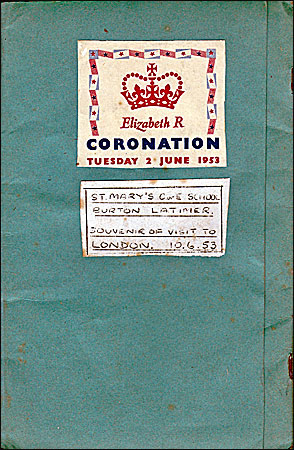 Elizabeth R
CORONATION
TUESDAY 2 JUNE 1953
ST. MARY'S C of E SCHOOL
BURTON LATIMER.
SOUVENIR OF VISIT TO
LONDON. 10.6.53